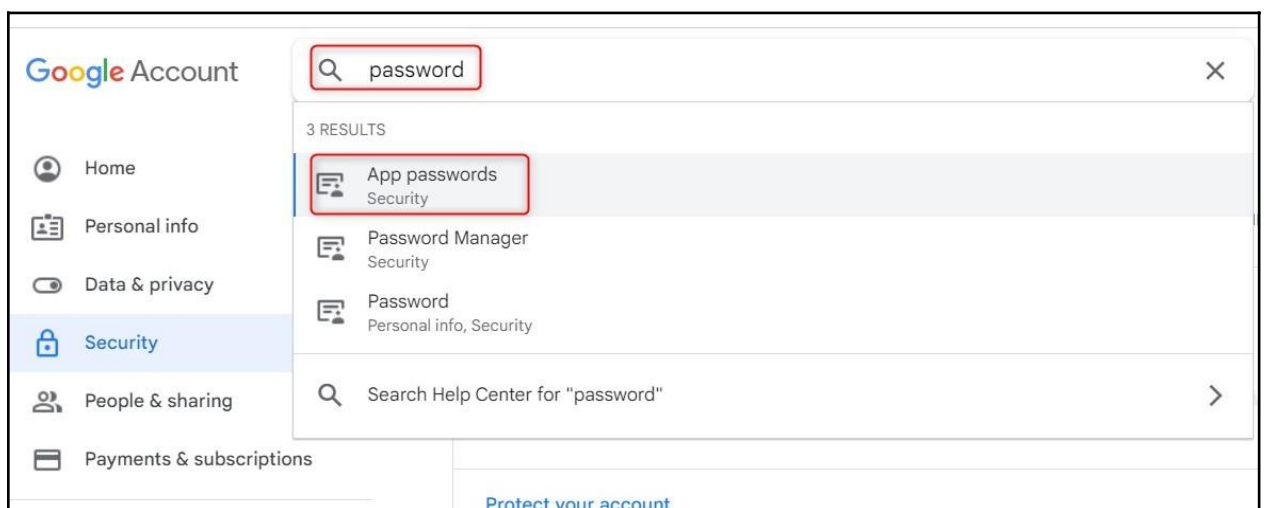 Google Account
password
3 RESULTS
Home
Personal info
Data & privacy
Security
People & sharing
Payments & subscriptions
App passwords
Security
Password Manager
Security
Password
Personal info, Security
Search Help Center for "password"
Protect your account